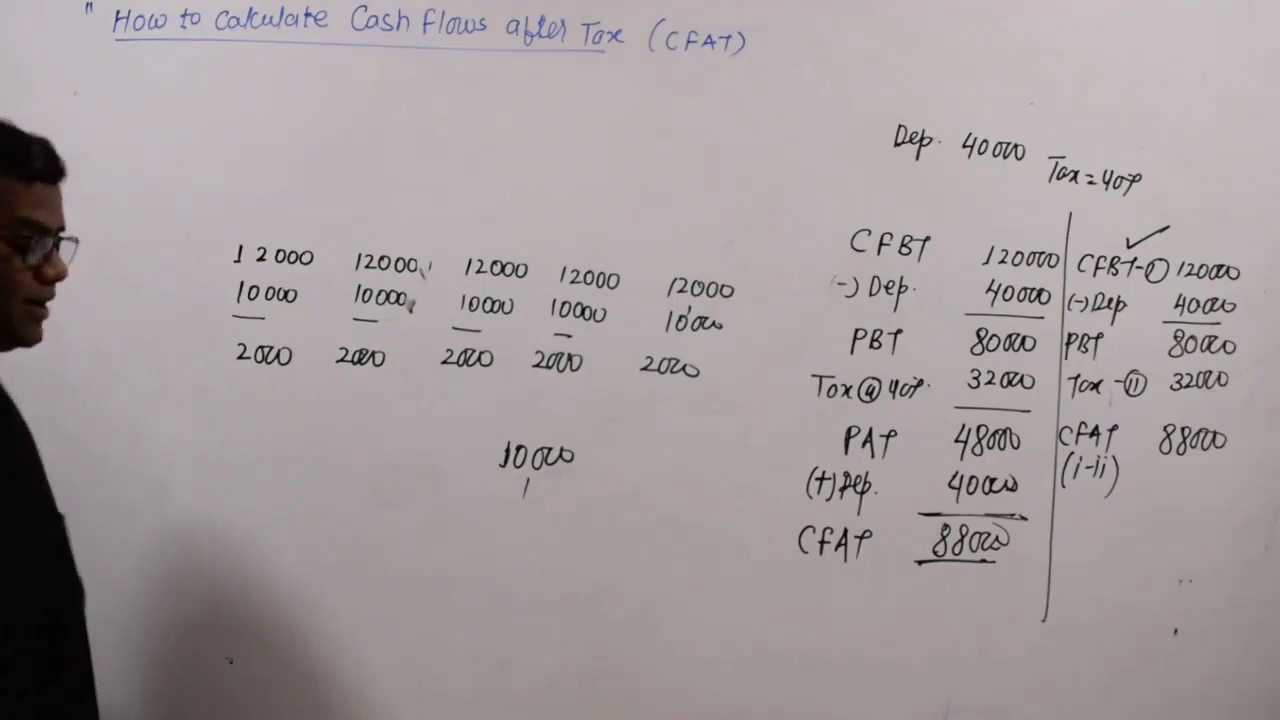 " How to Calculate Cash flows after Tax (CFAT)
Dep. 40000 Tax = 40%
12000 12000 12000 12000 12000
10000 10000 10000 10000 10000
2000 2000 2000 2000 2000
10000
CFBT 120000
(-) Dep. 40000
PBT 80000
Tax @ 40%. 32000
PAT 48000
(+) Dep. 40000
CFAT 88000
CFBT-① 120000
(-) Dep 40000
PBT 80000
Tax -⑪ 32000
CFAT 88000
(i-ii)